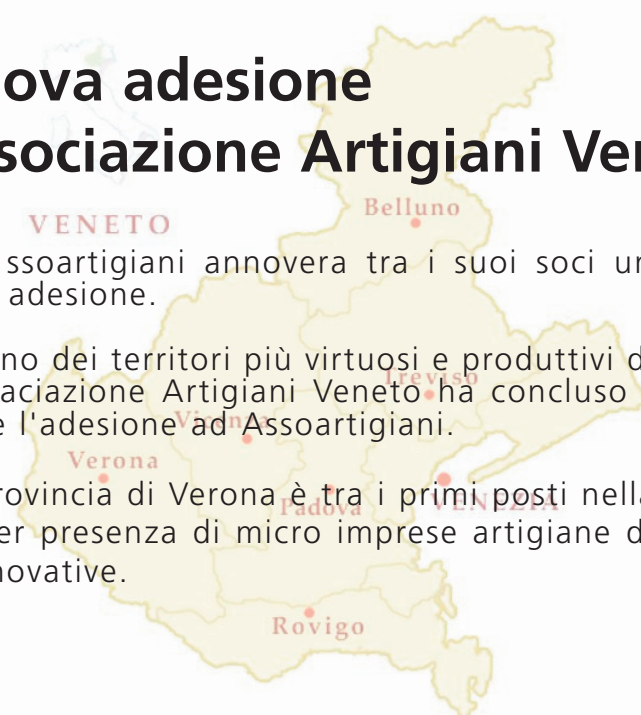 ova adesione
sociazione Artigiani Ve
VENETO
Belluno
ssoartigiani annovera tra i suoi soci u
adesione.
no dei territori più virtuosi e produttivi d
Treviso
aciazione Artigiani Veneto ha concluso
e l'adesione ad Assoartigiani.
Vicenza
Verona
rovincia di Verona è tra i primi posti nell
Padova
VENEZIA
er presenza di micro imprese artigiane d
novative.
Rovigo